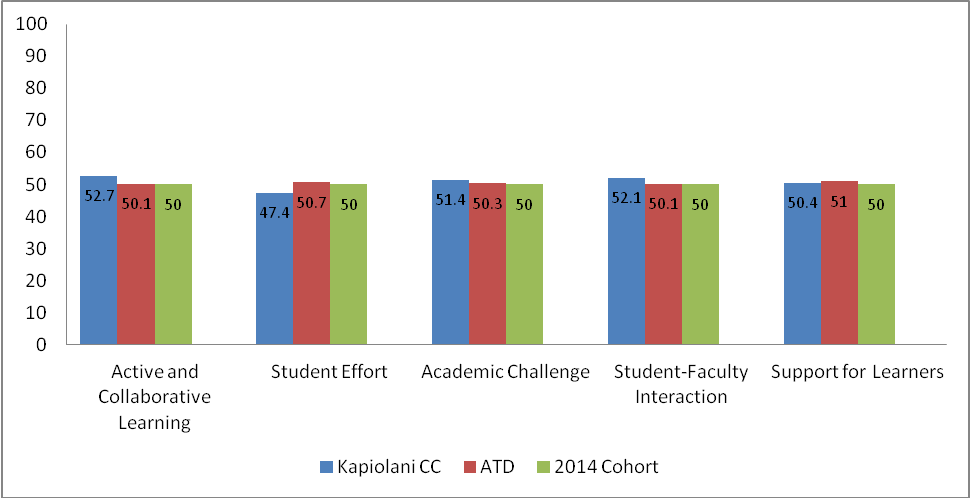 100
90
80
70
60
50
40
30
20
10
0
52.7
50.1
50
47.4
50.7
50
51.4
50.3
50
52.1
50.1
50
50.4
51
50
Active and
Collaborative
Learning
Student Effort
Academic Challenge
Student-Faculty
Interaction
Support for Learners
Kapiolani CC
ATD
2014 Cohort